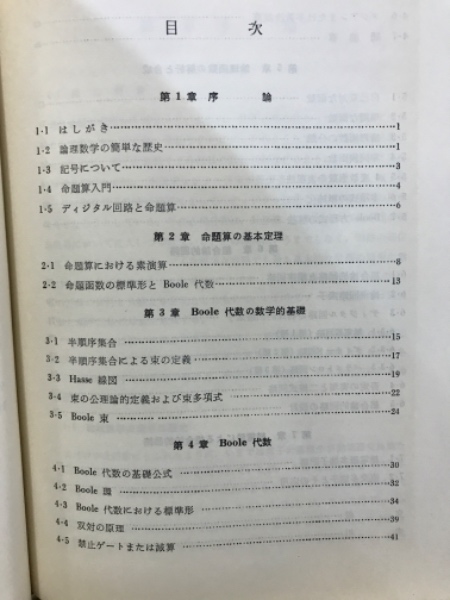 目次
第1章 序論
1・1 はしがき……1
1・2 論理数学の簡単な歴史……1
1・3 記号について……3
1・4 命題算入門……4
1・5 ディジタル回路と命題算……6
第2章 命題算の基本定理
2・1 命題算における素演算……8
2・2 命題函数の標準形と Boole 代数……13
第3章 Boole 代数の数学的基礎
3・1 半順序集合……15
3・2 半順序集合による束の定義……17
3・3 Hasse 線図……19
3・4 束の公理論的定義および束多項式……22
3・5 Boole 束……24
第4章 Boole 代数
4・1 Boole 代数の基礎公式……30
4・2 Boole 環……32
4・3 Boole 代数における標準形……34
4・4 双対の原理……39
4・5 禁止ゲートまたは減算……41